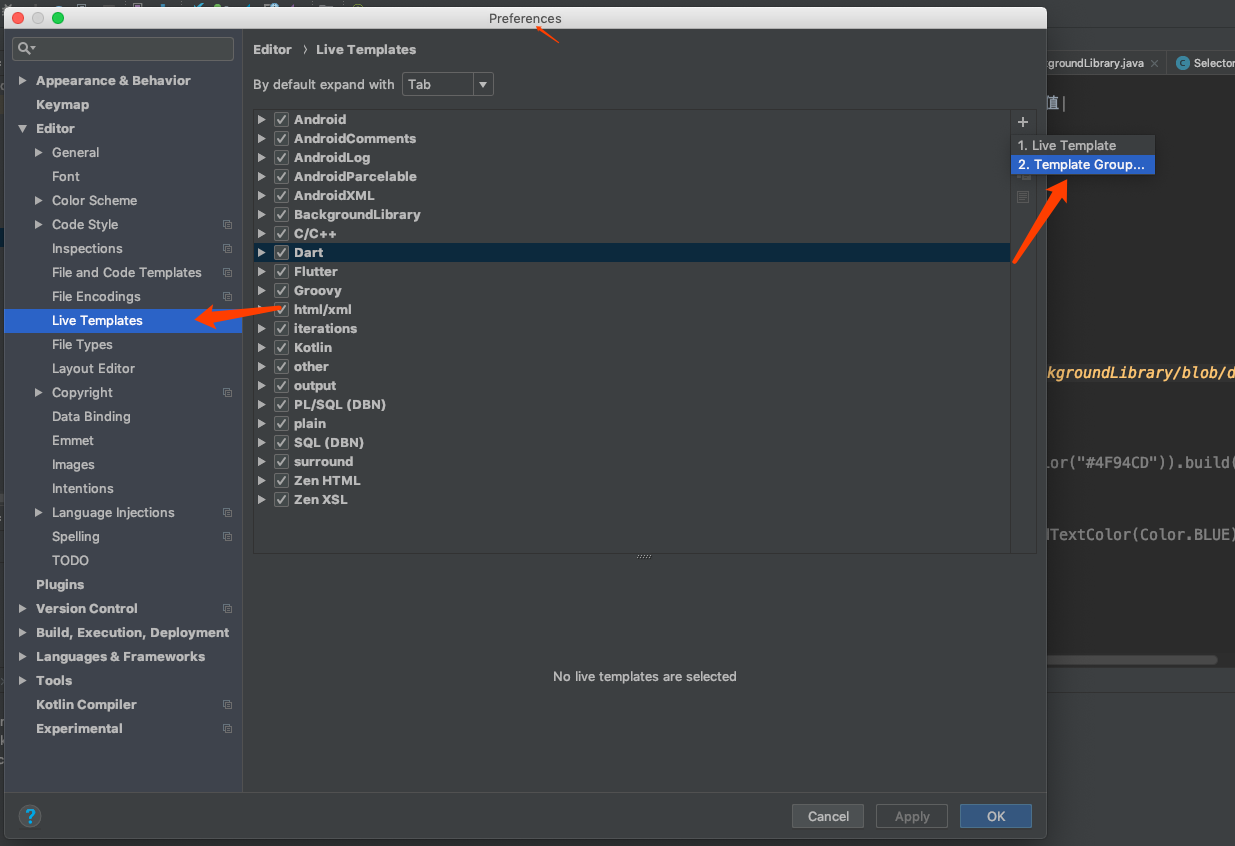 Preferences
Editor › Live Templates
By default expand with Tab
Appearance & Behavior
Keymap
Editor
General
Font
Color Scheme
Code Style
Inspections
File and Code Templates
File Encodings
Live Templates
File Types
Layout Editor
Copyright
Data Binding
Emmet
Images
Intentions
Language Injections
Spelling
TODO
Plugins
Version Control
Build, Execution, Deployment
Languages & Frameworks
Tools
Kotlin Compiler
Experimental
Android
AndroidComments
AndroidLog
AndroidParcelable
AndroidXML
BackgroundLibrary
C/C++
Dart
Flutter
Groovy
html/xml
iterations
Kotlin
other
output
PL/SQL (DBN)
plain
SQL (DBN)
surround
Zen HTML
Zen XSL
1. Live Template
2. Template Group...
No live templates are selected
?
Cancel
Apply
OK
groundLibrary.java
C Selector
值
kgroundLibrary/blob/d
or("#4F94CD")).build(
TextColor(Color.BLUE)